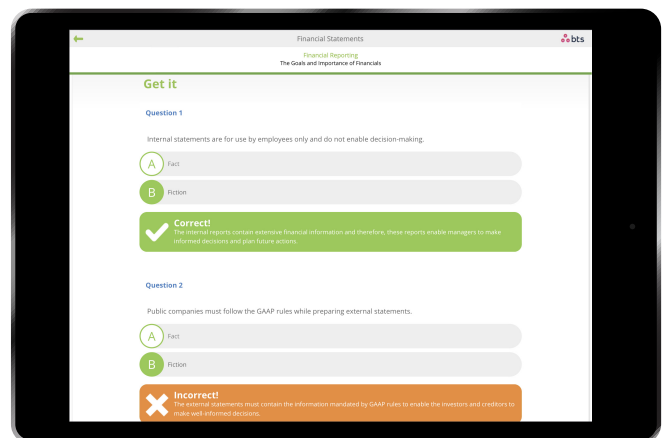 Financial Statements
bts
Financial Reporting
The Goals and Importance of Financials
Get it
Question 1
Internal statements are for use by employees only and do not enable decision-making.
A Fact
B Fiction
Correct!
The internal reports contain extensive financial information and therefore, these reports enable managers to make
informed decisions and plan future actions.
Question 2
Public companies must follow the GAAP rules while preparing external statements.
A Fact
B Fiction
Incorrect!
The external statements must contain the information mandated by GAAP rules to enable the investors and creditors to
make well-informed decisions.